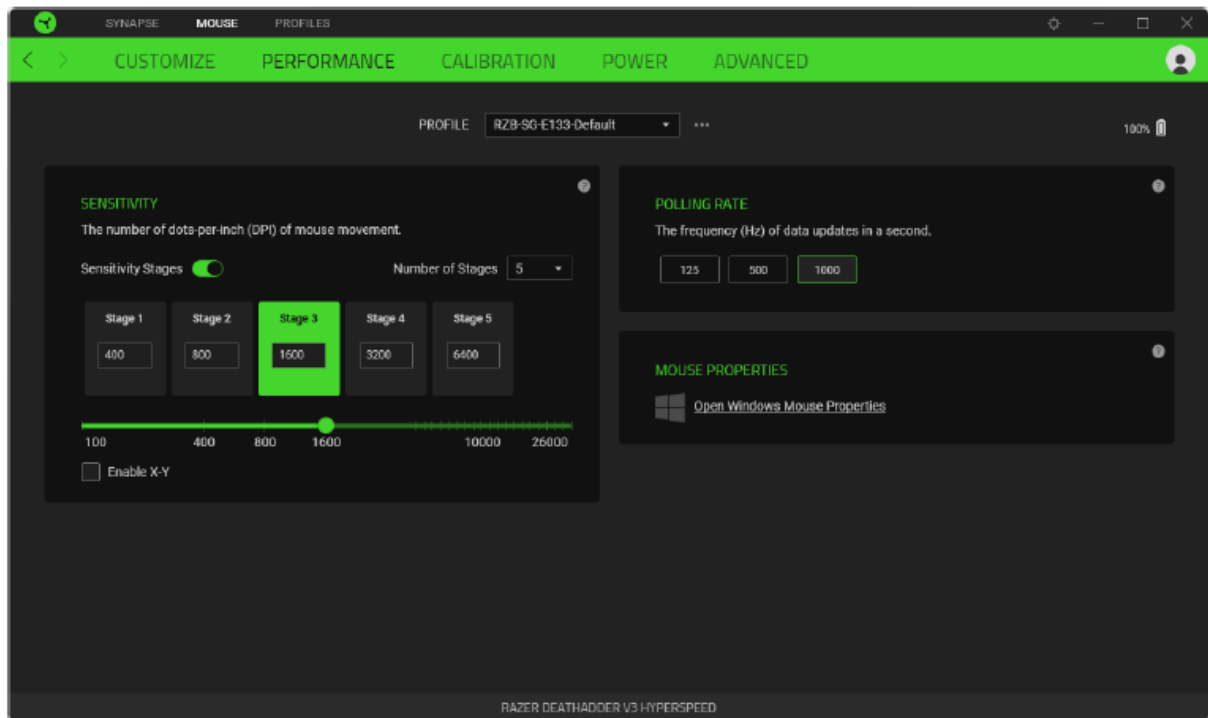 SYNAPSE MOUSE PROFILES
CUSTOMIZE PERFORMANCE CALIBRATION POWER ADVANCED
PROFILE RZB-SG-E133-Default
100%
SENSITIVITY
The number of dots-per-inch (DPI) of mouse movement.
Sensitivity Stages Number of Stages 5
Stage 1 Stage 2 Stage 3 Stage 4 Stage 5
400 800 1600 3200 6400
100 400 800 1600 10000 26000
Enable X-Y
POLLING RATE
The frequency (Hz) of data updates in a second.
125 500 1000
MOUSE PROPERTIES
Open Windows Mouse Properties
RAZER DEATHADDER V3 HYPERSPEED